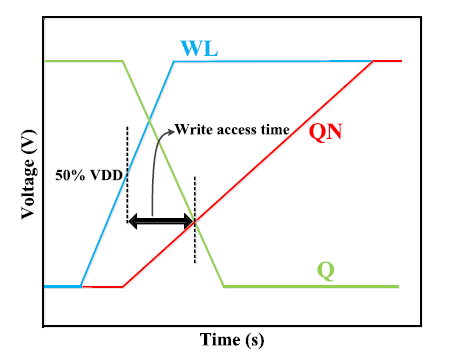 WL
Write access time
QN
50% VDD
Voltage (V)
Q
Time (s)